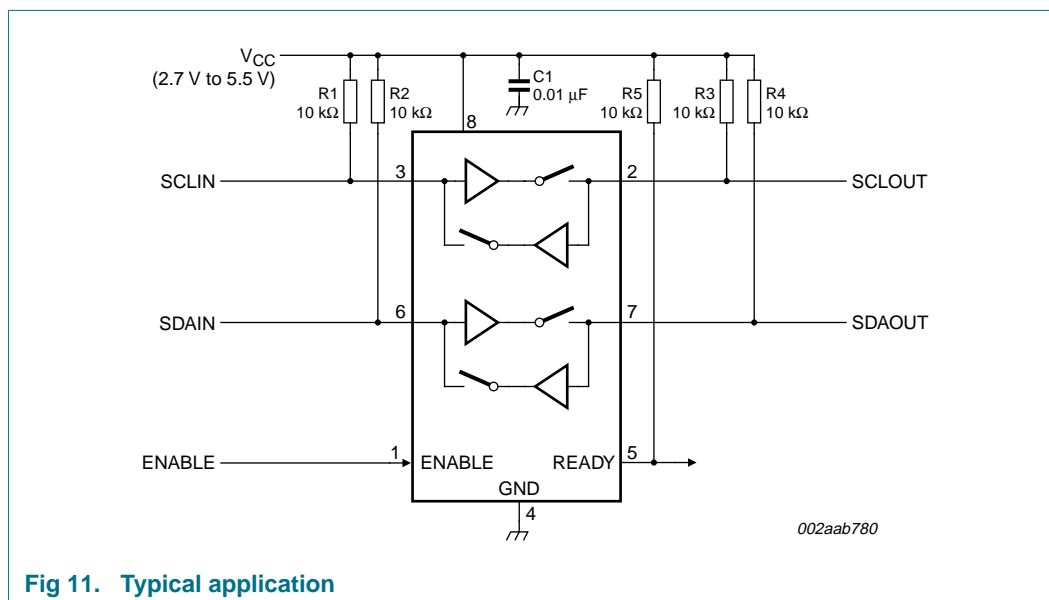 VCC
(2.7 V to 5.5 V)
R1
10 kΩ
R2
10 kΩ
C1
0.01 μF
R5
10 kΩ
R3
10 kΩ
R4
10 kΩ
8
SCLIN
3
2
SCLOUT
SDAIN
6
7
SDAOUT
ENABLE
1
ENABLE
READY
5
GND
4
002aab780
Fig 11. Typical application